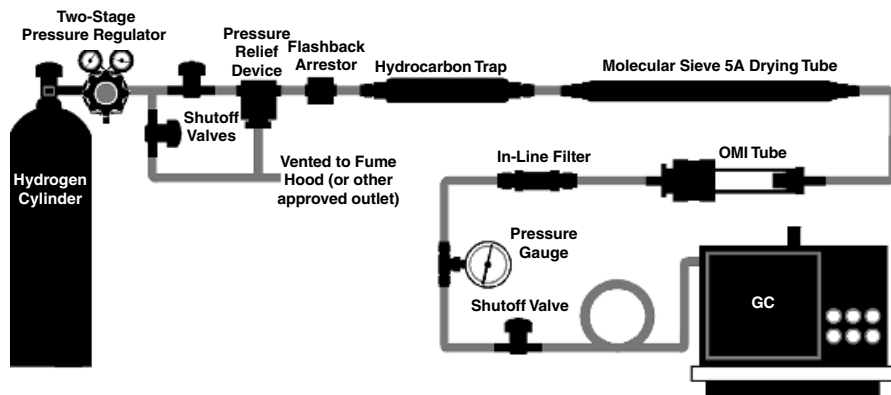 Two-Stage
Pressure Regulator
Pressure
Relief
Device
Flashback
Arrestor
Hydrocarbon Trap
Molecular Sieve 5A Drying Tube
Shutoff
Valves
Vented to Fume
Hood (or other
approved outlet)
Hydrogen
Cylinder
In-Line Filter
OMI Tube
Pressure
Gauge
Shutoff Valve
GC